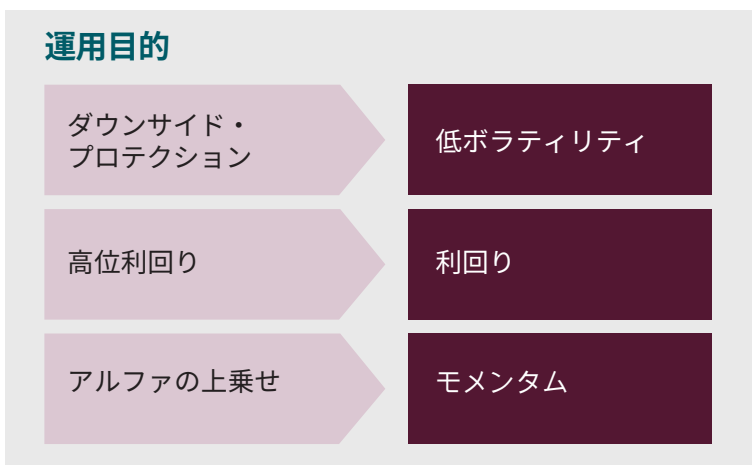 運用目的
ダウンサイド・
プロテクション
低ボラティリティ
高位利回り
利回り
アルファの上乗せ
モメンタム